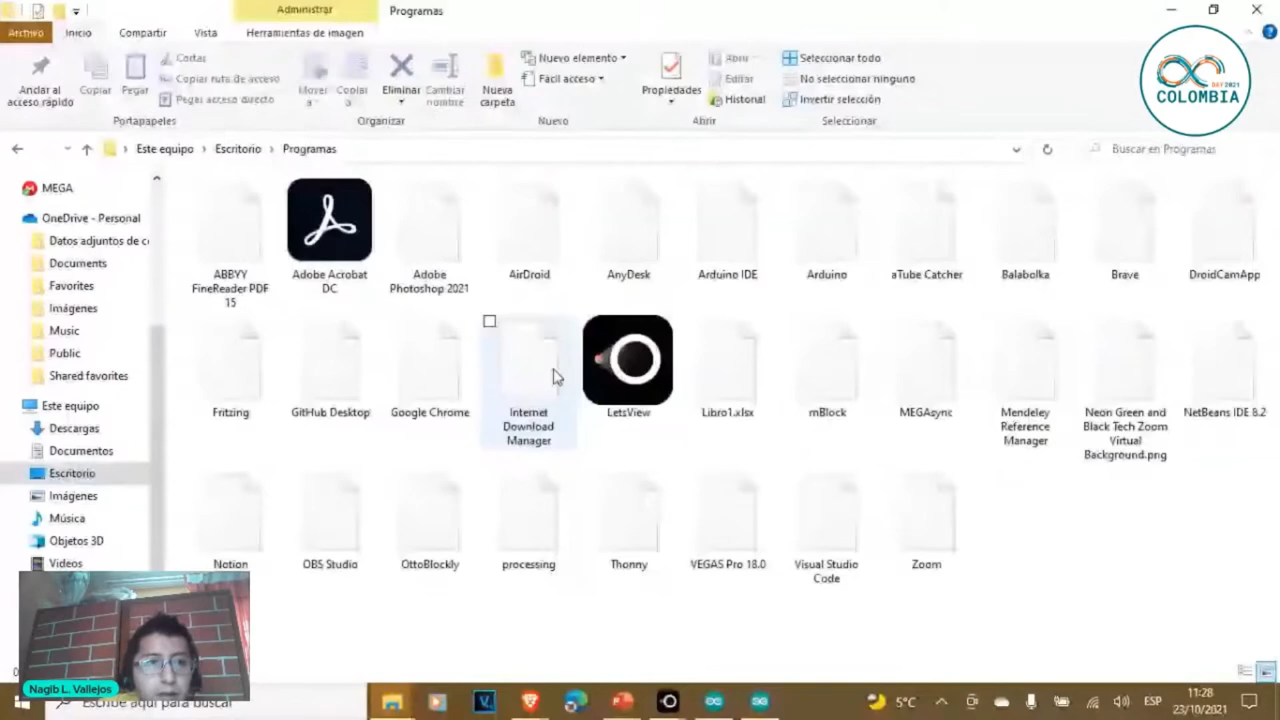 Administrar
Programas
Archivo
Inicio
Compartir
Vista
Herramientas de imagen
Anclar al
acceso rápido
Copiar
Pegar
Cortar
Copiar ruta de acceso
Pegar acceso directo
Portapapeles
Mover
a
Copiar
a
Eliminar
Cambiar
nombre
Organizar
Nueva
carpeta
Nuevo elemento
Fácil acceso
Nuevo
Propiedades
Abrir
Editar
Historial
Abrir
Seleccionar todo
No seleccionar ninguno
Invertir selección
Seleccionar
DAY 2021
COLOMBIA
Este equipo
Escritorio
Programas
Buscar en Programas
MEGA
OneDrive - Personal
Datos adjuntos de c
Documents
Favorites
Imágenes
Music
Public
Shared favorites
Este equipo
Descargas
Documentos
Escritorio
Imágenes
Música
Objetos 3D
Videos
ABBYY
FineReader PDF
15
Adobe Acrobat
DC
Adobe
Photoshop 2021
AirDroid
AnyDesk
Arduino IDE
Arduino
aTube Catcher
Balabolka
Brave
DroidCamApp
Fritzing
GitHub Desktop
Google Chrome
Internet
Download
Manager
LetsView
Libro1.xlsx
mBlock
MEGAsync
Mendeley
Reference
Manager
Neon Green and
Black Tech Zoom
Virtual
Background.png
NetBeans IDE 8.2
Notion
OBS Studio
OttoBlockly
processing
Thonny
VEGAS Pro 18.0
Visual Studio
Code
Zoom
Nagib L. Vallejos
Escribe aquí para buscar
5°C
ESP
11:28
23/10/2021